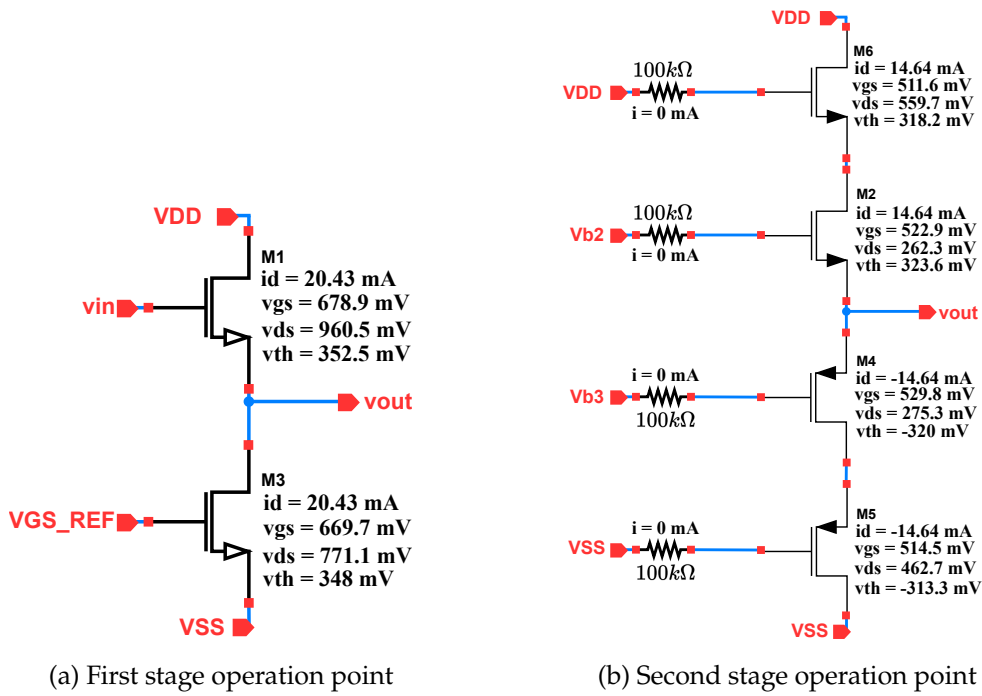 VDD
M1
id = 20.43 mA
vgs = 678.9 mV
vds = 960.5 mV
vth = 352.5 mV
vin
vout
M3
id = 20.43 mA
vgs = 669.7 mV
vds = 771.1 mV
vth = 348 mV
VGS_REF
VSS
(a) First stage operation point
VDD
M6
id = 14.64 mA
vgs = 511.6 mV
vds = 559.7 mV
vth = 318.2 mV
100kΩ
VDD
i = 0 mA
M2
id = 14.64 mA
vgs = 522.9 mV
vds = 262.3 mV
vth = 323.6 mV
100kΩ
Vb2
i = 0 mA
vout
M4
id = -14.64 mA
vgs = 529.8 mV
vds = 275.3 mV
vth = -320 mV
i = 0 mA
Vb3
100kΩ
M5
id = -14.64 mA
vgs = 514.5 mV
vds = 462.7 mV
vth = -313.3 mV
i = 0 mA
VSS
100kΩ
VSS
(b) Second stage operation point